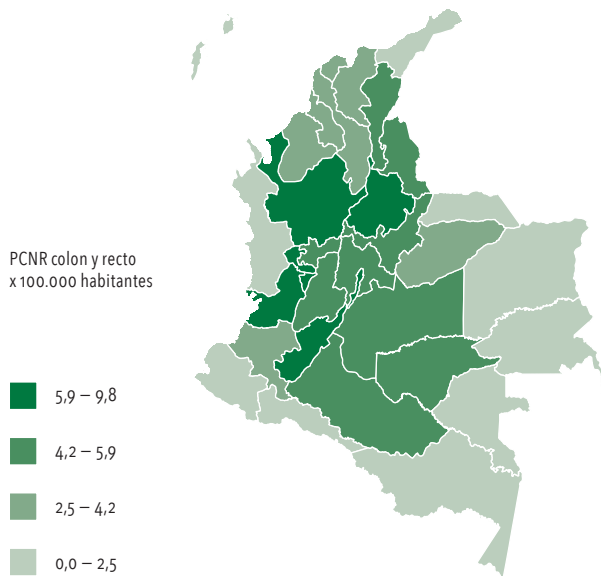 PCNR colon y recto
x 100.000 habitantes
5,9 – 9,8
4,2 – 5,9
2,5 – 4,2
0,0 – 2,5